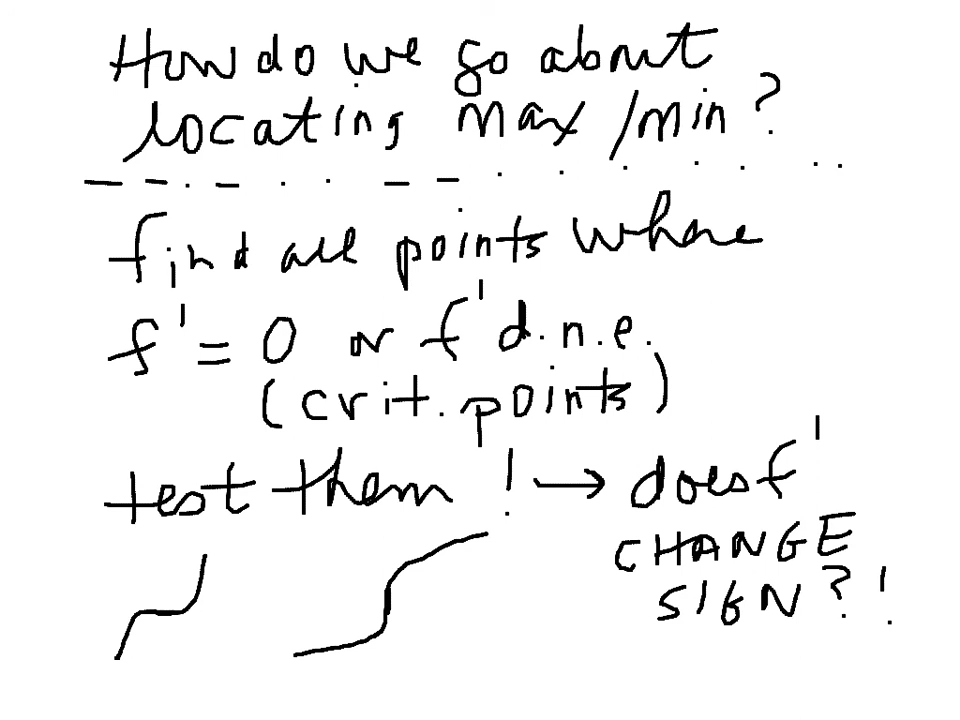 How do we go about
locating max/min?
find all points where
f' = 0 or f' d.n.e.
(crit. points)
test them! → does f'
CHANGE
SIGN?!